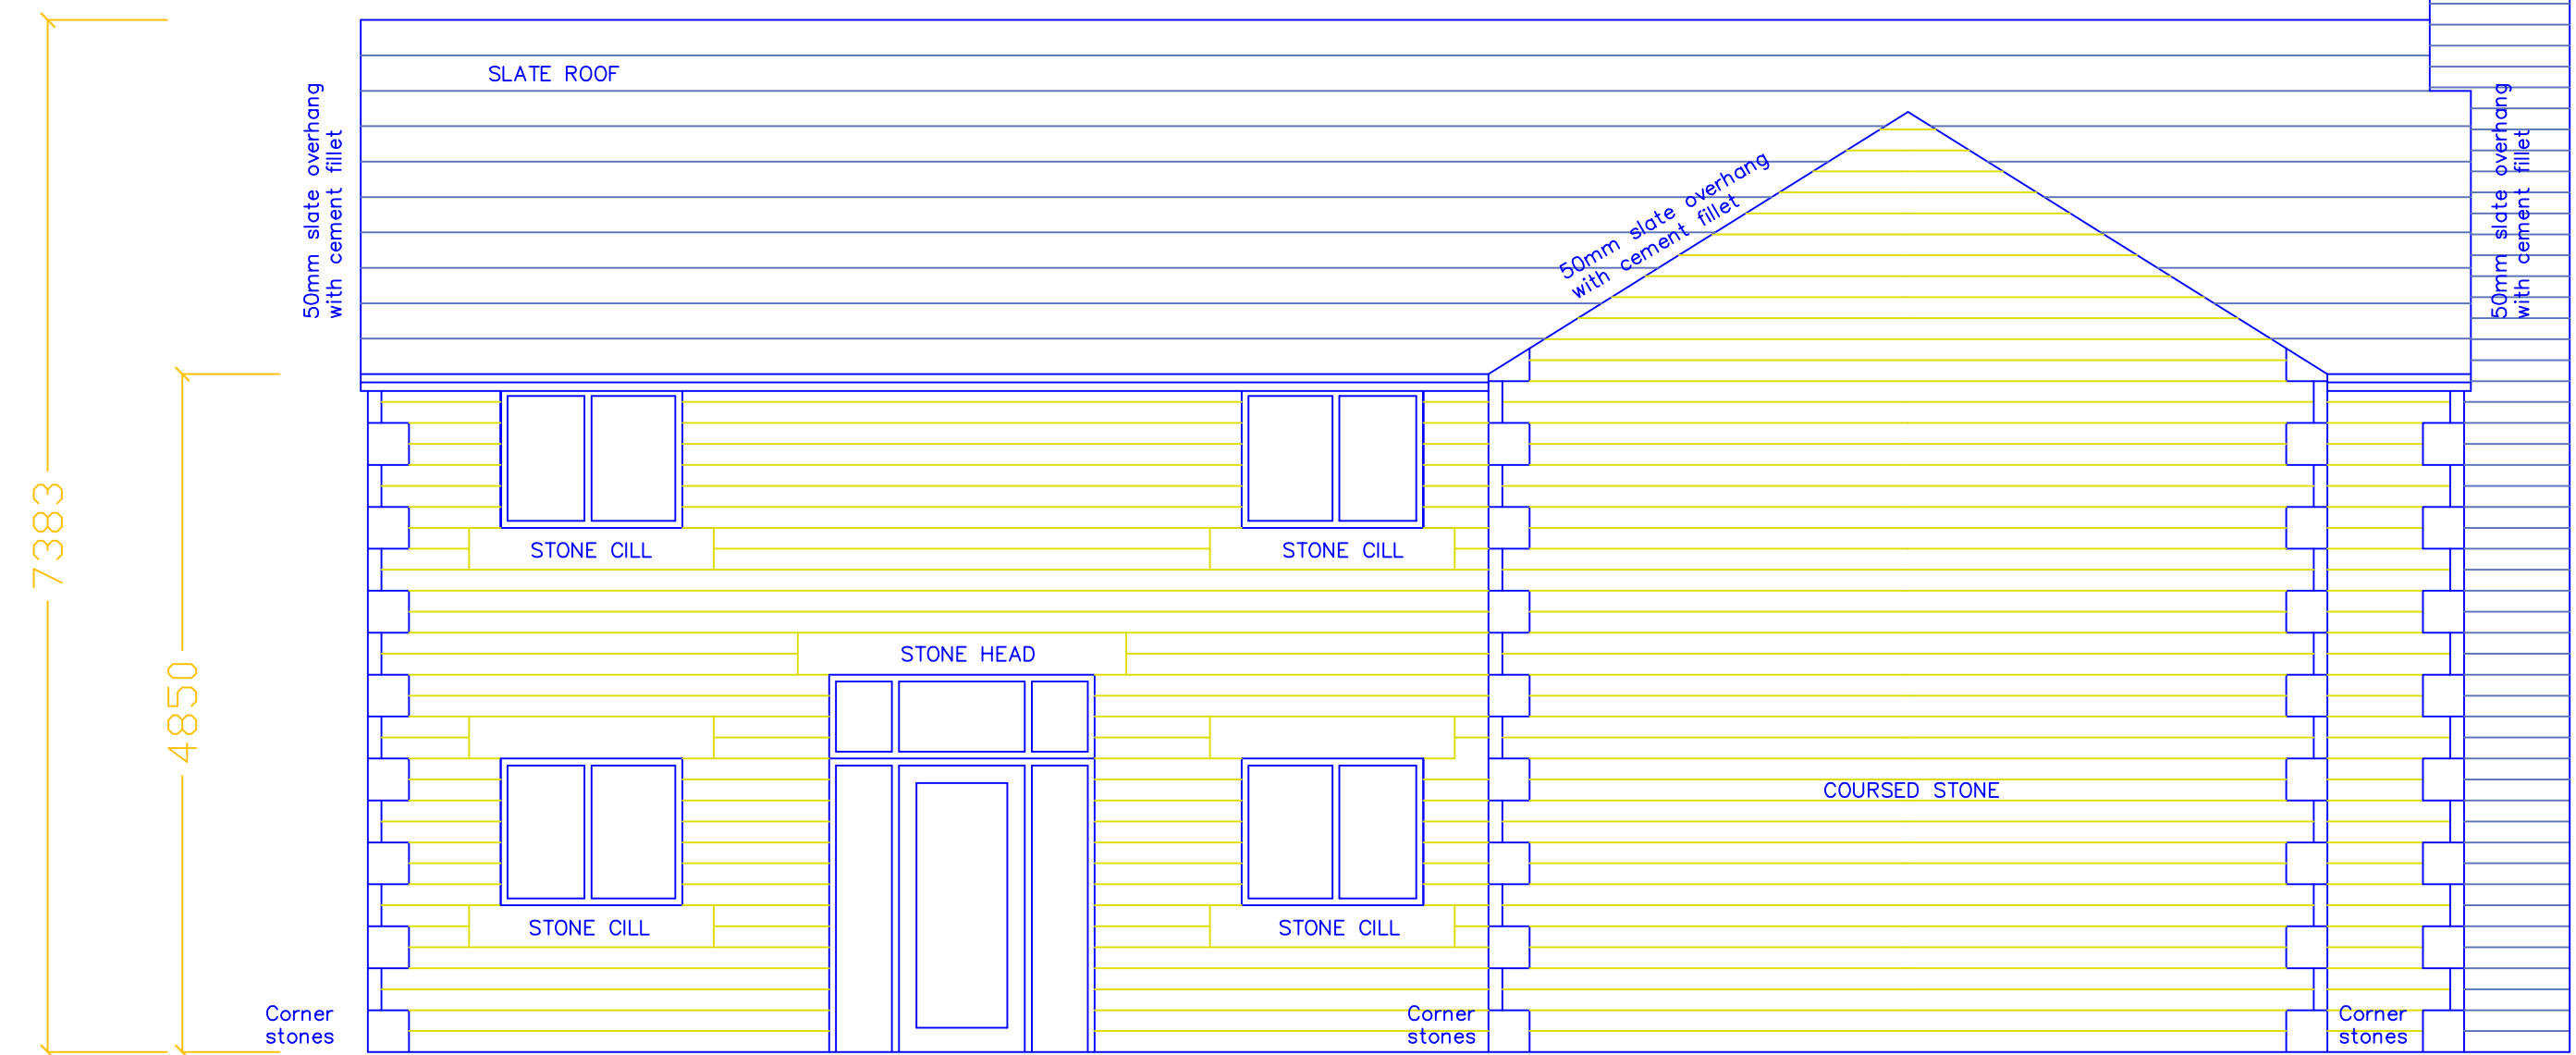 SLATE ROOF
50mm slate overhang
with cement fillet
50mm slate overhang
with cement fillet
50mm slate overhang
with cement fillet
7383
4850
STONE CILL
STONE CILL
STONE HEAD
COURSED STONE
STONE CILL
STONE CILL
Corner
stones
Corner
stones
Corner
stones